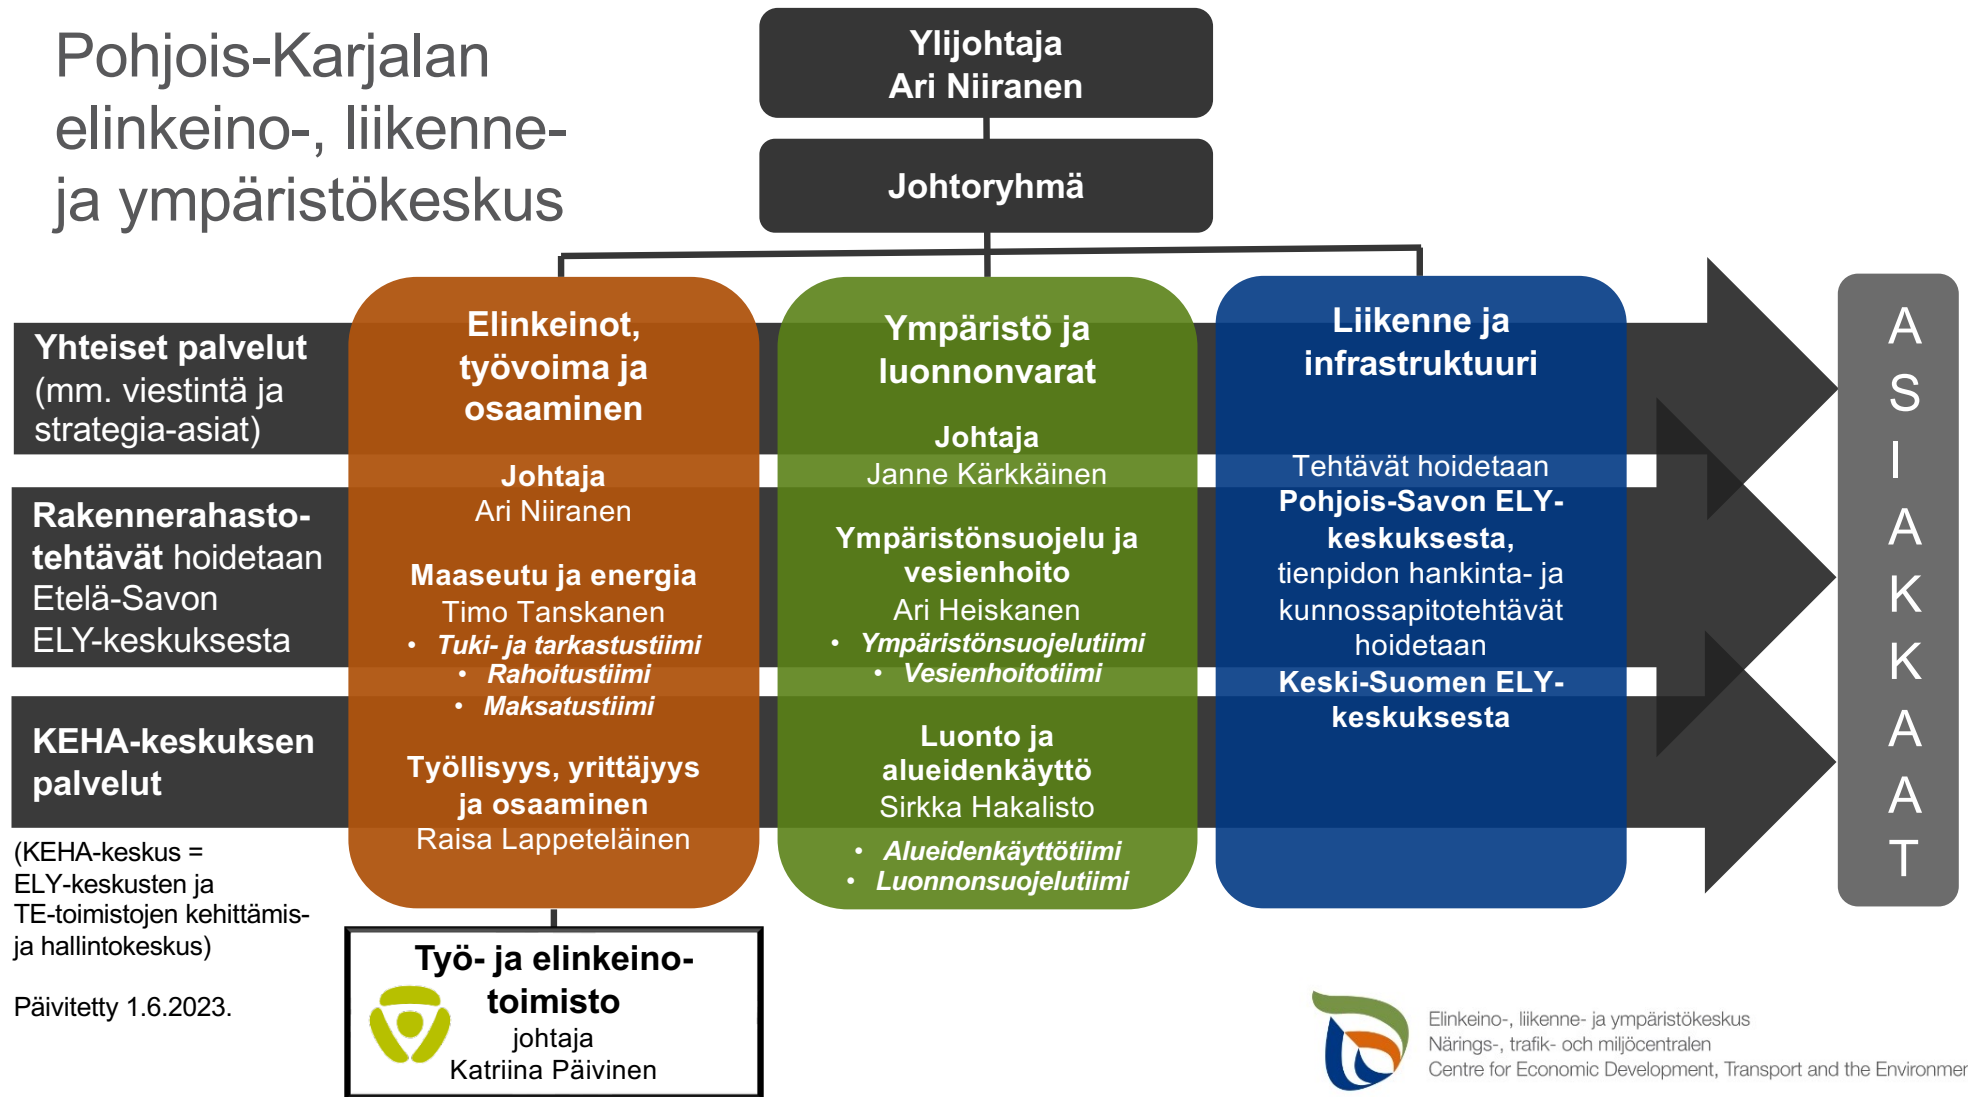 Pohjois-Karjalan
elinkeino-, liikenne-
ja ympäristökeskus
Ylijohtaja
Ari Niiranen
Johtoryhmä
Yhteiset palvelut
(mm. viestintä ja
strategia-asiat)
Rakennerahasto-
tehtävät hoidetaan
Etelä-Savon
ELY-keskuksesta
KEHA-keskuksen
palvelut
(KEHA-keskus =
ELY-keskusten ja
TE-toimistojen kehittämis-
ja hallintokeskus)
Päivitetty 1.6.2023.
Elinkeinot,
työvoima ja
osaaminen
Johtaja
Ari Niiranen
Maaseutu ja energia
Timo Tanskanen
• Tuki- ja tarkastustiimi
• Rahoitustiimi
• Maksatustiimi
Työllisyys, yrittäjyys
ja osaaminen
Raisa Lappeteläinen
Työ- ja elinkeino-
toimisto
johtaja
Katriina Päivinen
Ympäristö ja
luonnonvarat
Johtaja
Janne Kärkkäinen
Ympäristönsuojelu ja
vesienhoito
Ari Heiskanen
• Ympäristönsuojelutiimi
• Vesienhoitotiimi
Luonto ja
alueidenkäyttö
Sirkka Hakalisto
• Alueidenkäyttötiimi
• Luonnonsuojelutiimi
Liikenne ja
infrastruktuuri
Tehtävät hoidetaan
Pohjois-Savon ELY-
keskuksesta,
tienpidon hankinta- ja
kunnossapitotehtävät
hoidetaan
Keski-Suomen ELY-
keskuksesta
A
S
I
A
K
K
A
A
T
Elinkeino-, liikenne- ja ympäristökeskus
Närings-, trafik- och miljöcentralen
Centre for Economic Development, Transport and the Environmen